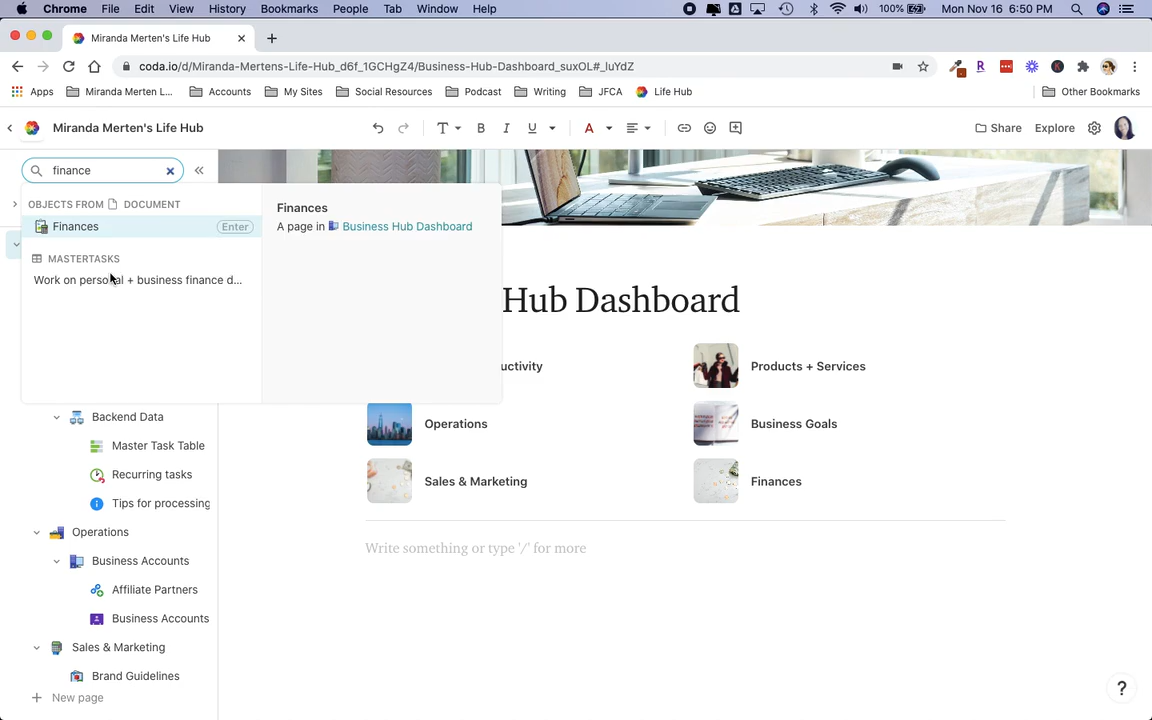 Chrome File Edit View History Bookmarks People Tab Window Help 100% Mon Nov 16 6:50 PM
Miranda Merten's Life Hub
coda.io/d/Miranda-Mertens-Life-Hub_d6f_1GCHgZ4/Business-Hub-Dashboard_suxOL#_luYdZ
Apps Miranda Merten L... Accounts My Sites Social Resources Podcast Writing JFCA Life Hub Other Bookmarks
Miranda Merten's Life Hub T B I U A Share Explore
finance
OBJECTS FROM DOCUMENT
Finances Enter
MASTERTASKS
Work on personal + business finance d...
Finances
A page in Business Hub Dashboard
Hub Dashboard
uctivity Products + Services
Operations Business Goals
Sales & Marketing Finances
Write something or type '/' for more
Backend Data
Master Task Table
Recurring tasks
Tips for processing
Operations
Business Accounts
Affiliate Partners
Business Accounts
Sales & Marketing
Brand Guidelines
+ New page
?